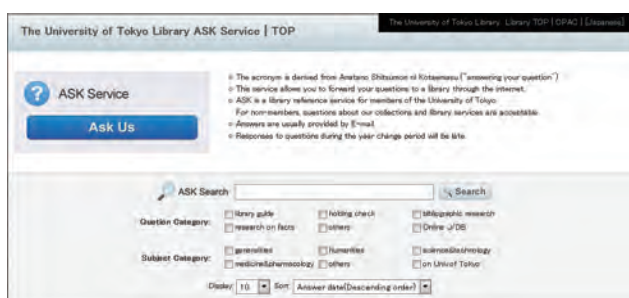 The University of Tokyo Library ASK Service | TOP
The University of Tokyo Library Library TOP | OPAC | [Japanese]
ASK Service
Ask Us
The acronym is derived from Anatano Shitsumon ni Kotaemasu ("answering your question")
This service allows you to forward your questions to a library through the internet.
ASK is a library reference service for members of the University of Tokyo.
For non-members, questions about our collections and library services are acceptable.
Answers are usually provided by E-mail.
Responses to questions during the year change period will be late.
ASK Search
Search
Question Category:
library guide
holding check
bibliographic research
research on facts
others
Online J/DB
Subject Category:
generalities
Humanities
science&technology
medicine&pharmacology
others
on Univ.of Tokyo
Display 10 Sort: Answer date(Descending order)